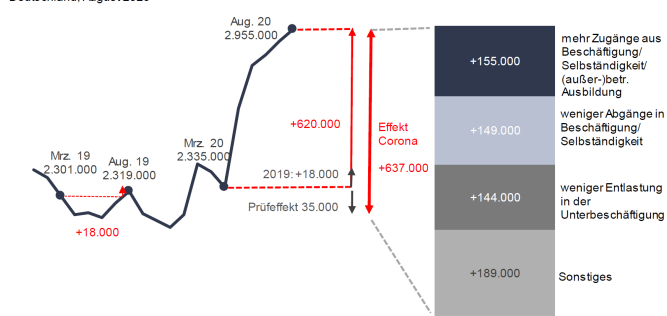 Aug. 20
2.955.000
Mrz. 19
2.301.000
Aug. 19
2.319.000
Mrz. 20
2.335.000
+18.000
+620.000
2019: +18.000
Prüfeffekt 35.000
Effekt
Corona
+637.000
+155.000
mehr Zugänge aus
Beschäftigung/
Selbständigkeit/
(außer-)betr.
Ausbildung
+149.000
weniger Abgänge in
Beschäftigung/
Selbständigkeit
+144.000
weniger Entlastung
in der
Unterbeschäftigung
+189.000
Sonstiges